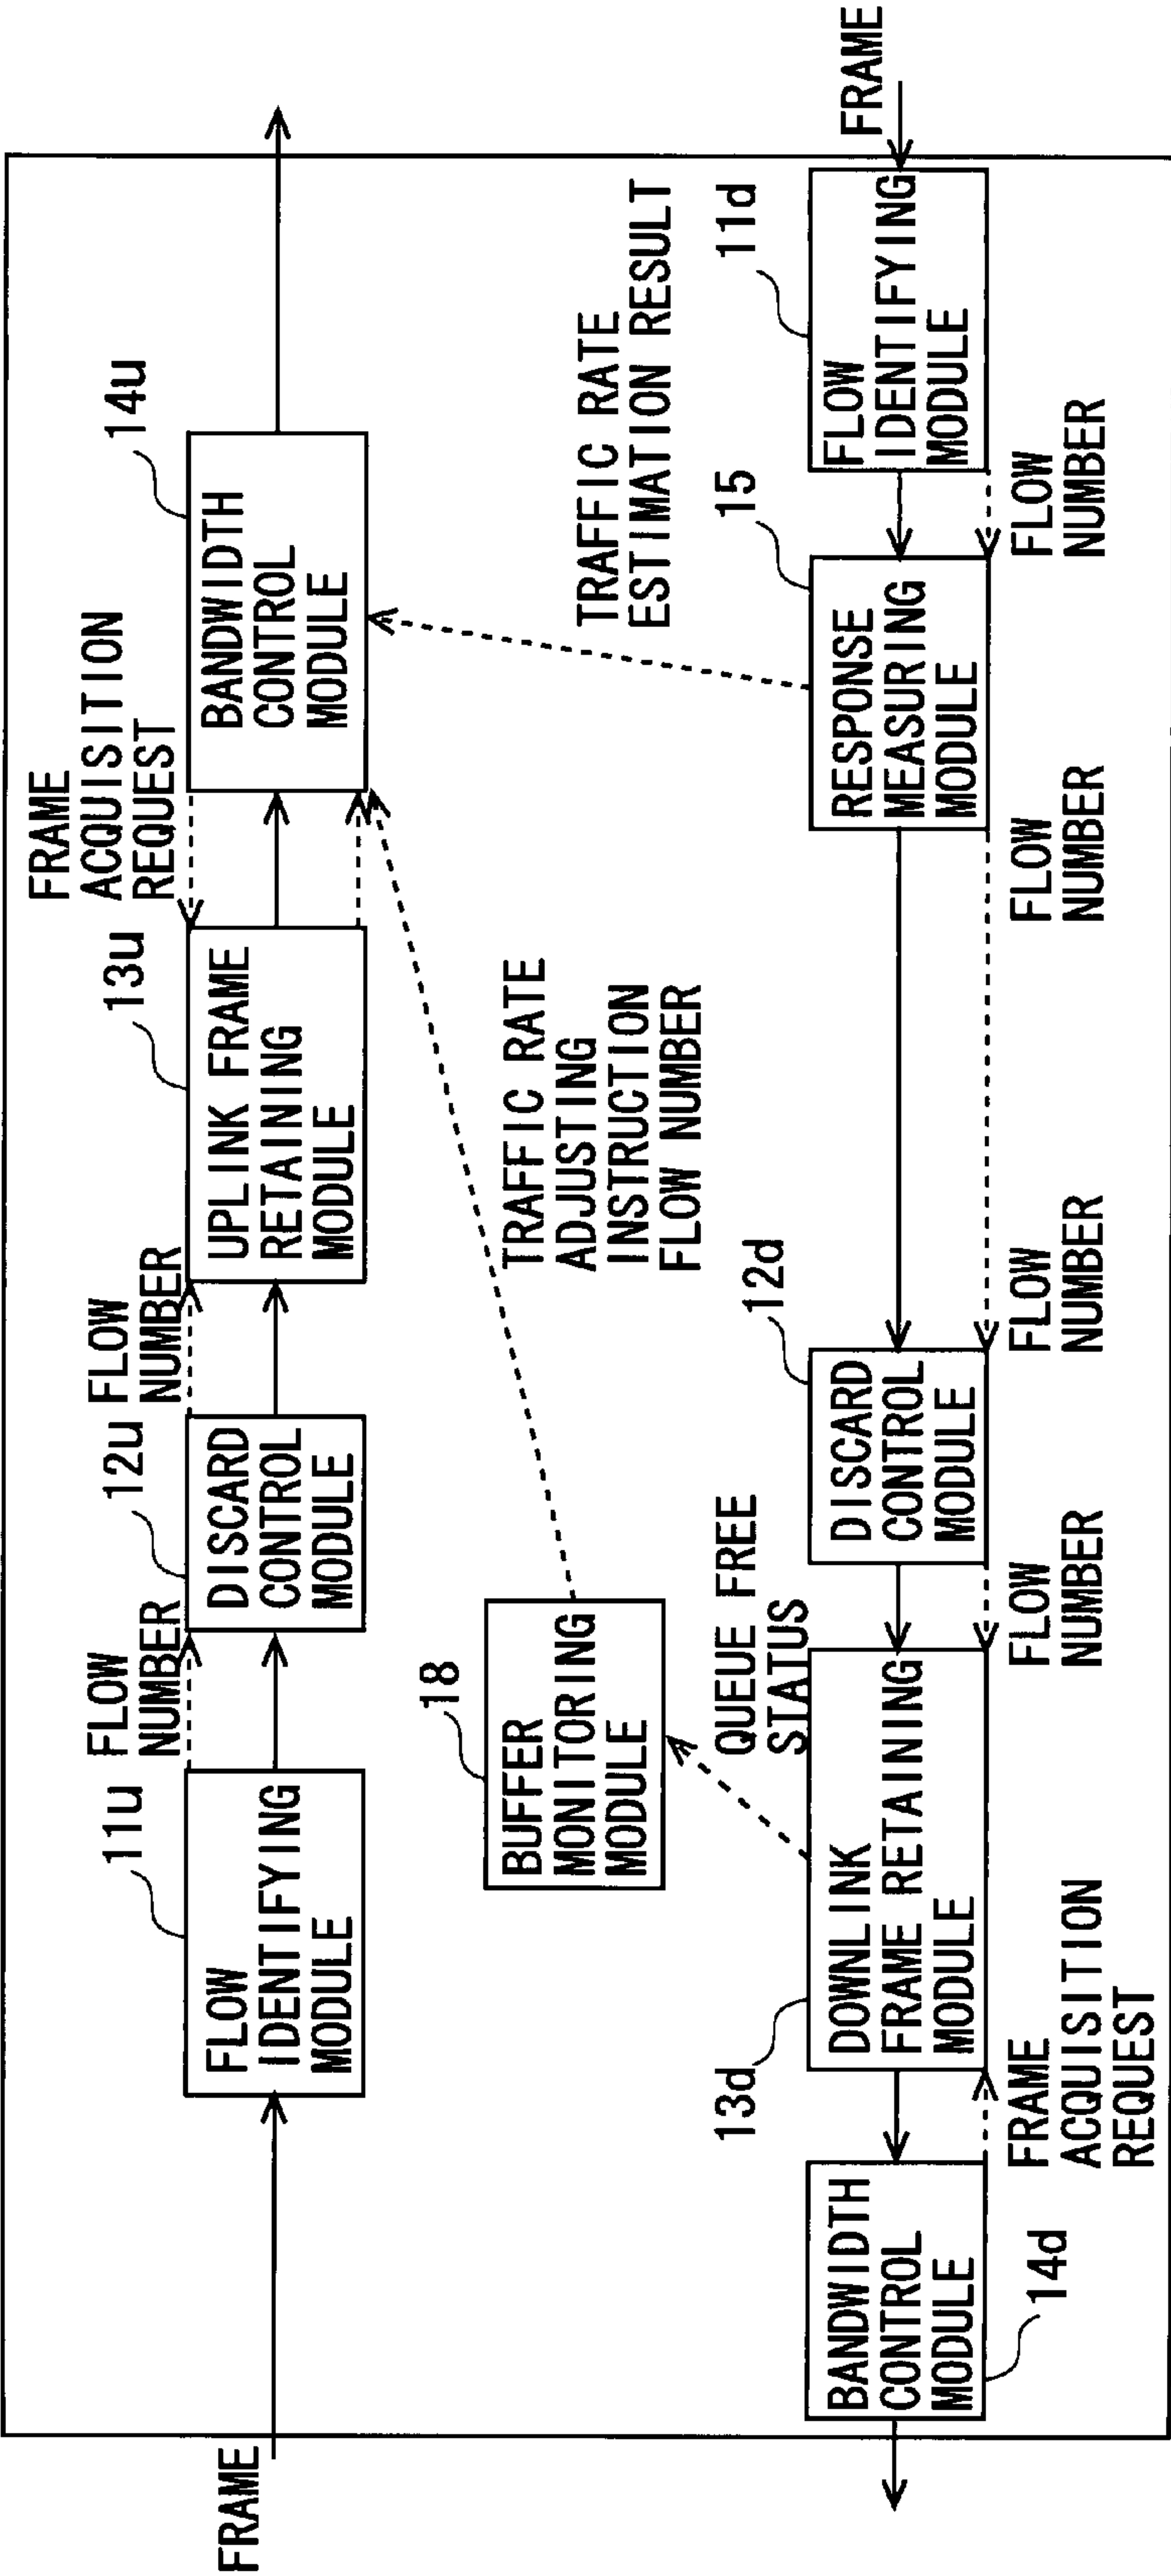 FRAME
11u
FLOW
IDENTIFYING
MODULE
FLOW
NUMBER
12u
DISCARD
CONTROL
MODULE
FLOW
NUMBER
13u
UPLINK FRAME
RETAINING
MODULE
FRAME
ACQUISITION
REQUEST
14u
BANDWIDTH
CONTROL
MODULE
18
BUFFER
MONITORING
MODULE
TRAFFIC RATE
ADJUSTING
INSTRUCTION
FLOW NUMBER
TRAFFIC RATE
ESTIMATION RESULT
FRAME
11d
FLOW
IDENTIFYING
MODULE
FLOW
NUMBER
15
RESPONSE
MEASURING
MODULE
FLOW
NUMBER
FLOW
NUMBER
12d
DISCARD
CONTROL
MODULE
FLOW
NUMBER
QUEUE FREE
STATUS
13d
DOWNLINK
FRAME RETAINING
MODULE
FRAME
ACQUISITION
REQUEST
BANDWIDTH
CONTROL
MODULE
14d